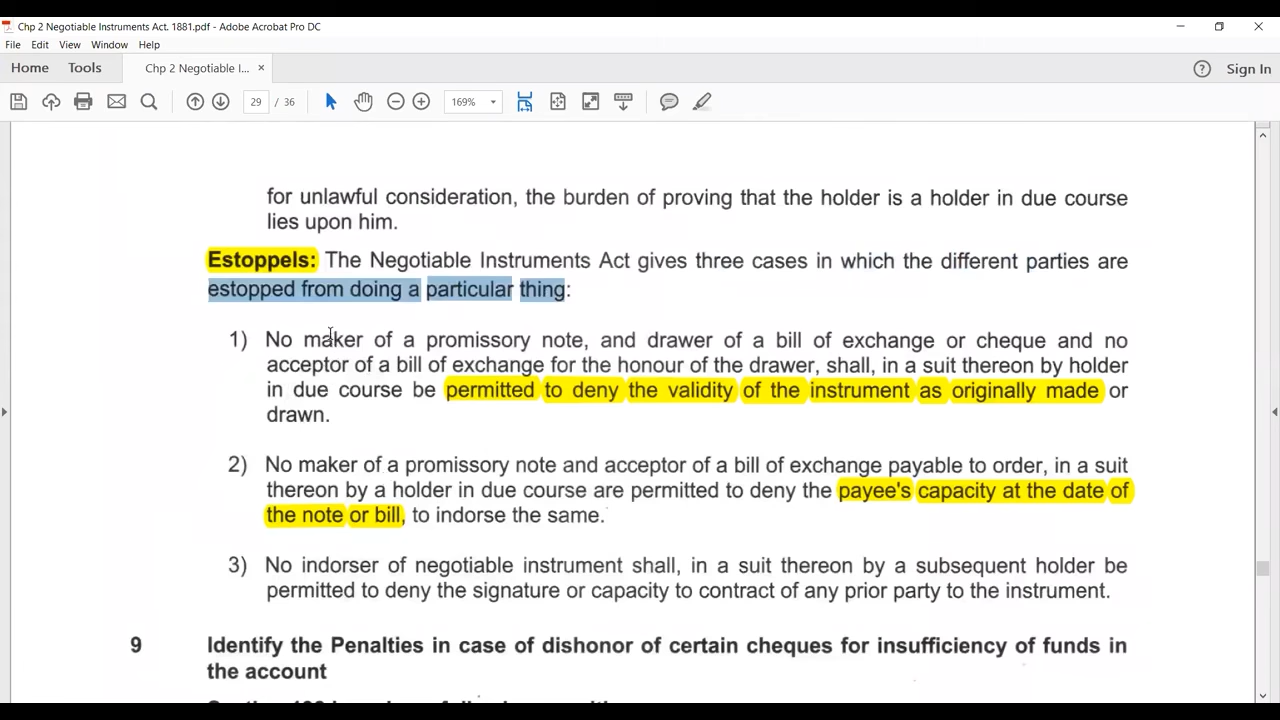 Chp 2 Negotiable Instruments Act. 1881.pdf - Adobe Acrobat Pro DC
File Edit View Window Help
Home Tools Chp 2 Negotiable I... × Sign In
29 / 36 169%
for unlawful consideration, the burden of proving that the holder is a holder in due course
lies upon him.
Estoppels: The Negotiable Instruments Act gives three cases in which the different parties are
estopped from doing a particular thing:
1) No maker of a promissory note, and drawer of a bill of exchange or cheque and no
acceptor of a bill of exchange for the honour of the drawer, shall, in a suit thereon by holder
in due course be permitted to deny the validity of the instrument as originally made or
drawn.
2) No maker of a promissory note and acceptor of a bill of exchange payable to order, in a suit
thereon by a holder in due course are permitted to deny the payee's capacity at the date of
the note or bill, to indorse the same.
3) No indorser of negotiable instrument shall, in a suit thereon by a subsequent holder be
permitted to deny the signature or capacity to contract of any prior party to the instrument.
9 Identify the Penalties in case of dishonor of certain cheques for insufficiency of funds in
the account